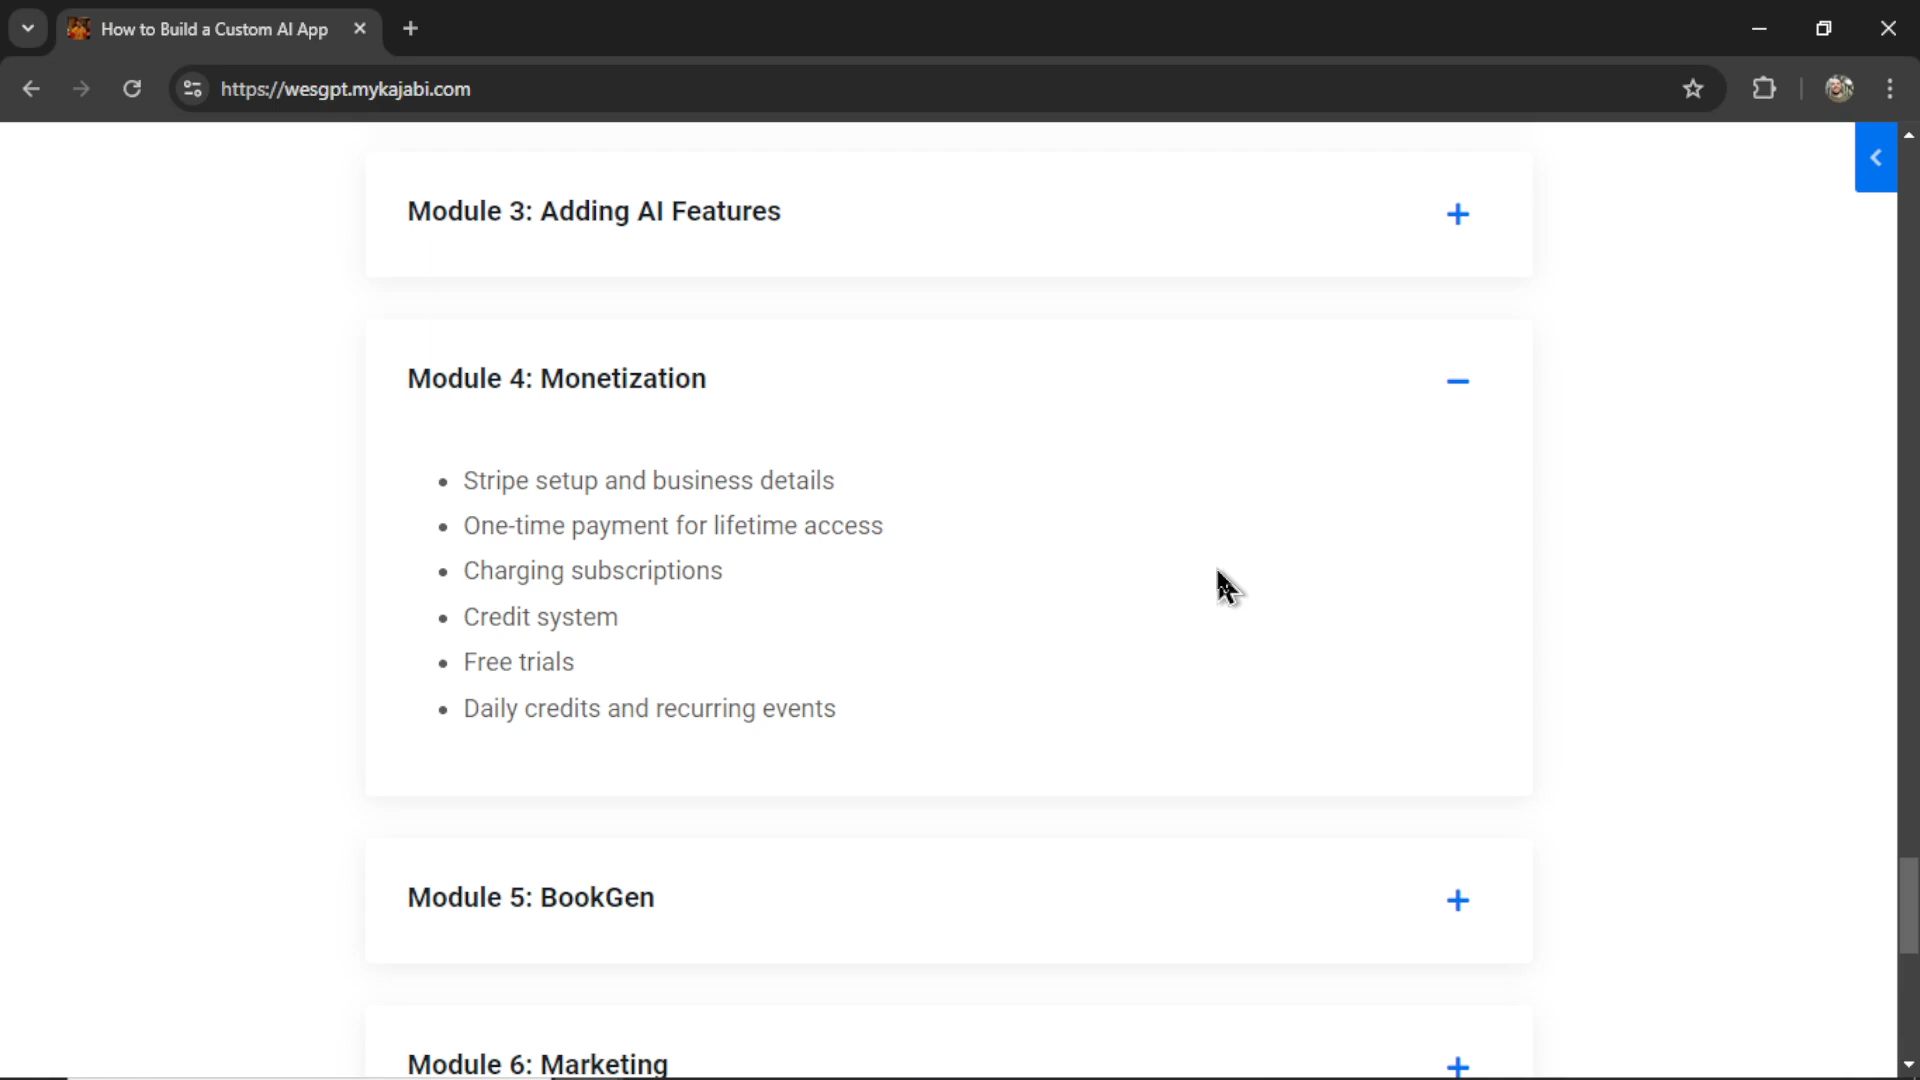 How to Build a Custom AI App
https://wesgpt.mykajabi.com
Module 3: Adding AI Features
Module 4: Monetization
Stripe setup and business details
One-time payment for lifetime access
Charging subscriptions
Credit system
Free trials
Daily credits and recurring events
Module 5: BookGen
Module 6: Marketing